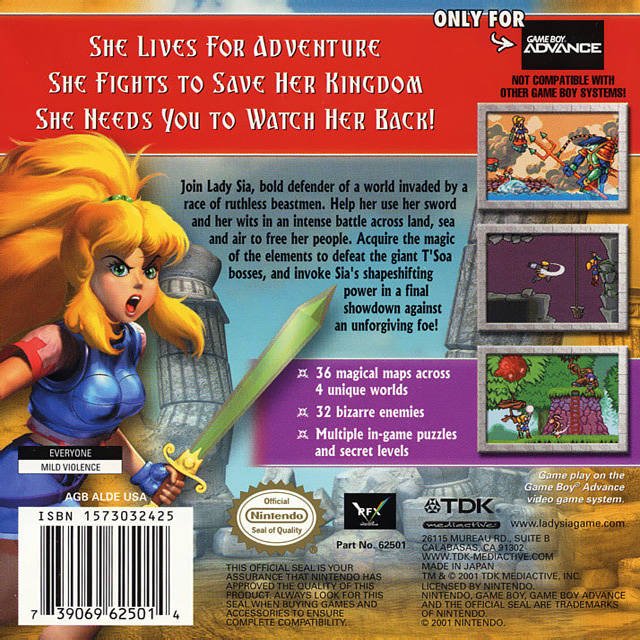 ONLY FOR
GAME BOY
ADVANCE
NOT COMPATIBLE WITH
OTHER GAME BOY SYSTEMS!
SHE LIVES FOR ADVENTURE
SHE FIGHTS TO SAVE HER KINGDOM
SHE NEEDS YOU TO WATCH HER BACK!
Join Lady Sia, bold defender of a world invaded by a
race of ruthless beastmen. Help her use her sword
and her wits in an intense battle across land, sea
and air to free her people. Acquire the magic
of the elements to defeat the giant T'Soa
bosses, and invoke Sia's shapeshifting
power in a final
showdown against
an unforgiving foe!
36 magical maps across
4 unique worlds
32 bizarre enemies
Multiple in-game puzzles
and secret levels
Game play on the
Game Boy® Advance
video game system.
EVERYONE
MILD VIOLENCE
AGB ALDE USA
ISBN 1573032425
7 39069 62501 4
Official
Nintendo
Seal of Quality
THIS OFFICIAL SEAL IS YOUR
ASSURANCE THAT NINTENDO HAS
APPROVED THE QUALITY OF THIS
PRODUCT. ALWAYS LOOK FOR THIS
SEAL WHEN BUYING GAMES AND
ACCESSORIES TO ENSURE
COMPLETE COMPATIBILITY.
RFX
Part No. 62501
TDK
mediactive
www.ladysiagame.com
26115 MUREAU RD., SUITE B
CALABASAS, CA 91302
WWW.TDK-MEDIACTIVE.COM
MADE IN JAPAN
TM & © 2001 TDK MEDIACTIVE, INC.
LICENSED BY NINTENDO.
NINTENDO, GAME BOY, GAME BOY ADVANCE
AND THE OFFICIAL SEAL ARE TRADEMARKS
OF NINTENDO.
© 2001 NINTENDO.